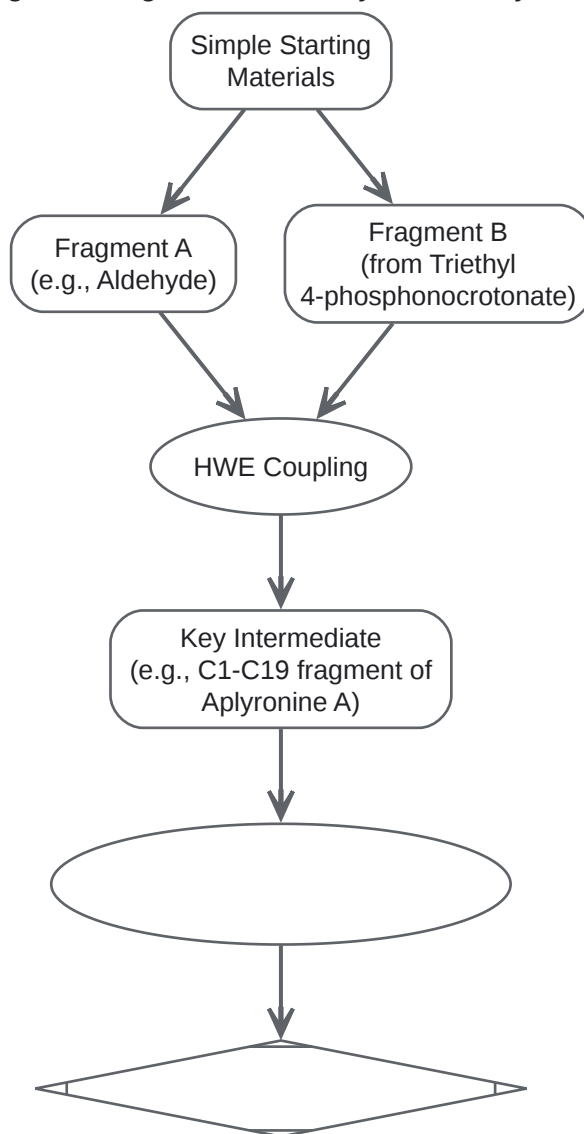 Simple Starting
Materials
Fragment A
(e.g., Aldehyde)
Fragment B
(from Triethyl
4-phosphonocrotonate)
HWE Coupling
Key Intermediate
(e.g., C1-C19 fragment of
Aplyronine A)